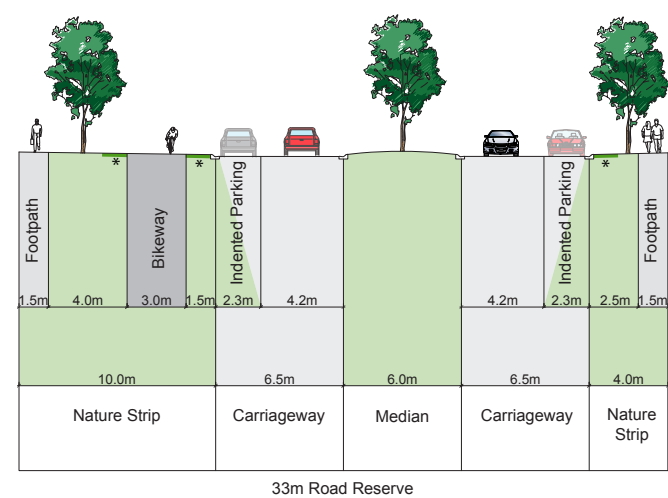 *
*
*
Footpath
Bikeway
Indented Parking
Indented Parking
Footpath
1.5m
4.0m
3.0m
1.5m
2.3m
4.2m
4.2m
2.3m
2.5m
1.5m
10.0m
6.5m
6.0m
6.5m
4.0m
Nature Strip
Carriageway
Median
Carriageway
Nature
Strip
33m Road Reserve